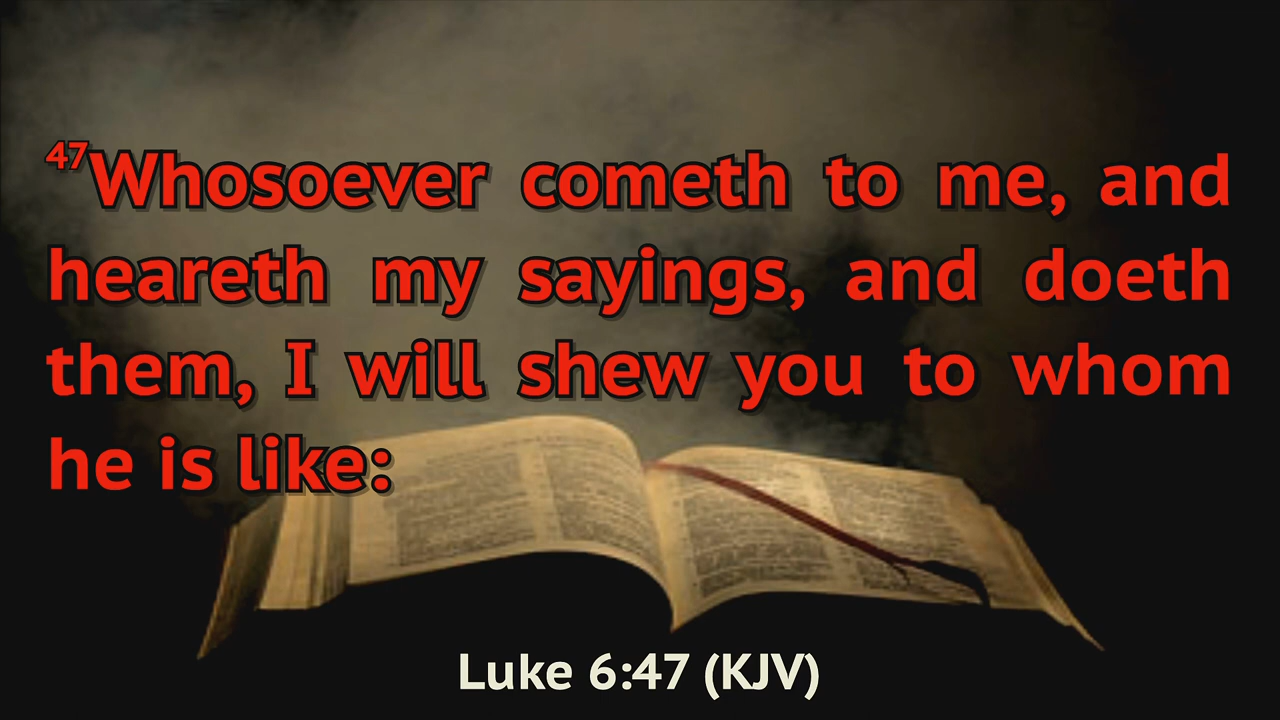 47Whosoever cometh to me, and
heareth my sayings, and doeth
them, I will shew you to whom
he is like:
Luke 6:47 (KJV)